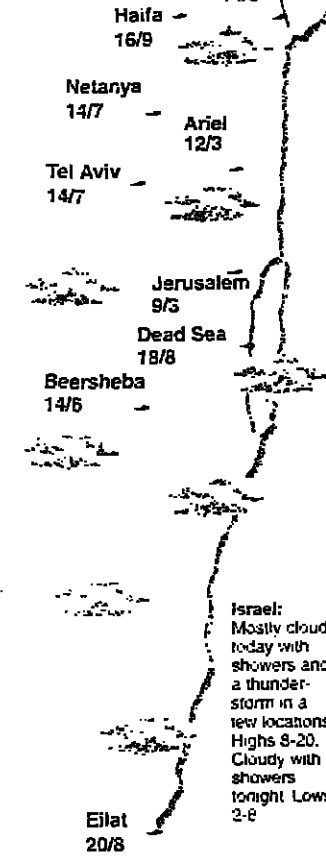 Haifa
16/9
Netanya
14/7
Ariel
12/3
Tel Aviv
14/7
Jerusalem
9/3
Dead Sea
18/8
Beersheba
14/6
Israel:
Mostly cloud
today with
showers and
a thunder-
storm in a
few locations
Highs 8-20.
Cloudy with
showers
tonight Lows
2-8
Eilat
20/8